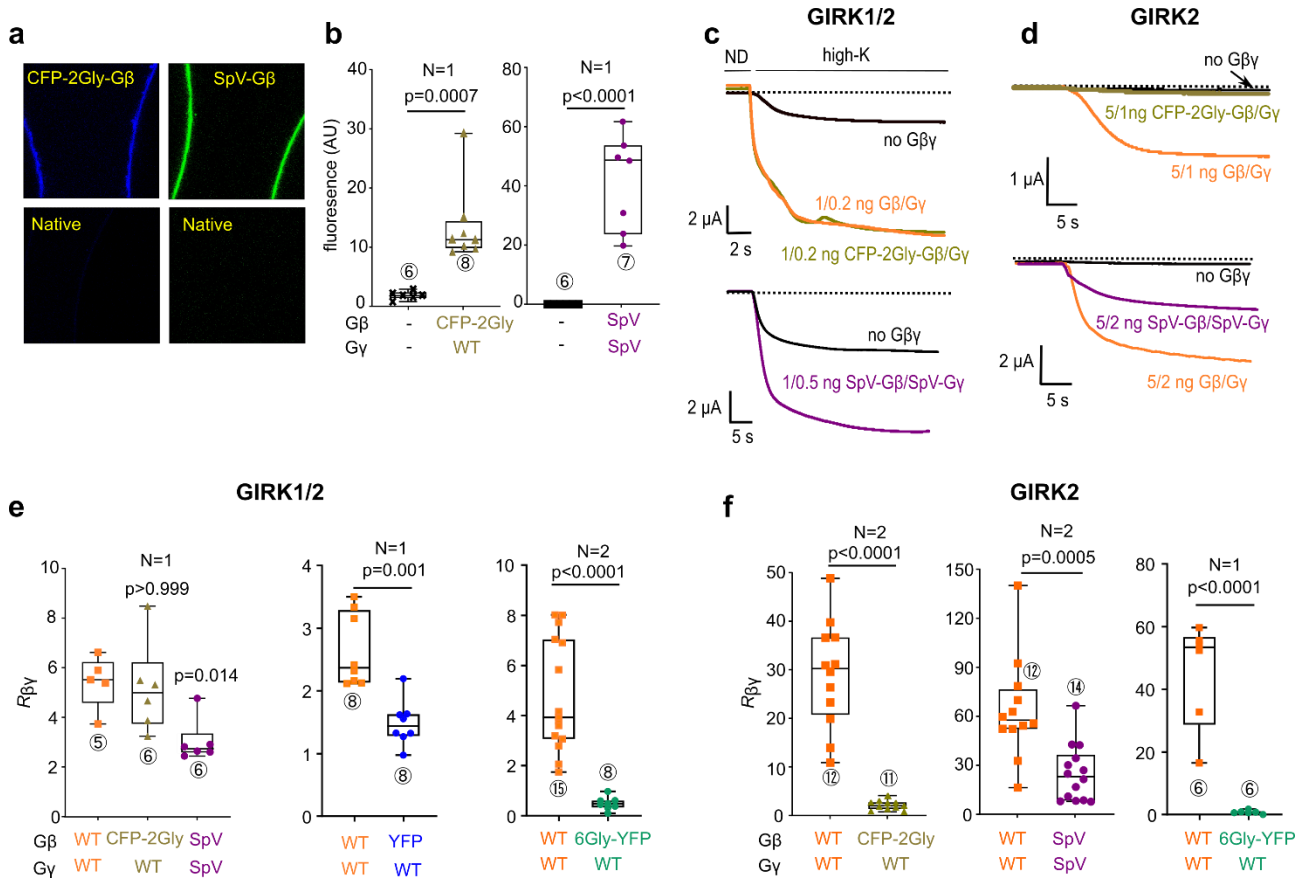 a
CFP-2Gly-Gβ
SpV-Gβ
Native
Native
b
N=1
p=0.0007
N=1
p<0.0001
fluoresence (AU)
40
30
20
10
0
80
60
40
20
0
⑥
⑧
⑥
⑦
Gβ - CFP-2Gly - SpV
Gγ - WT - SpV
GIRK1/2
c
ND
high-K
no Gβγ
1/0.2 ng Gβ/Gγ
1/0.2 ng CFP-2Gly-Gβ/Gγ
2 µA
2 s
no Gβγ
1/0.5 ng SpV-Gβ/SpV-Gγ
2 µA
5 s
GIRK2
d
no Gβγ
5/1ng CFP-2Gly-Gβ/Gγ
5/1 ng Gβ/Gγ
1 µA
5 s
no Gβγ
5/2 ng SpV-Gβ/SpV-Gγ
5/2 ng Gβ/Gγ
2 µA
5 s
e
GIRK1/2
N=1
p>0.999
p=0.014
Rβγ
10
8
6
4
2
0
⑤
⑥
⑥
Gβ WT CFP-2Gly SpV
Gγ WT WT SpV
N=1
p=0.001
4
3
2
1
0
⑧
⑧
WT YFP
WT WT
N=2
p<0.0001
10
8
6
4
2
0
⑮
⑧
WT 6Gly-YFP
WT WT
f
GIRK2
N=2
p<0.0001
Rβγ
50
40
30
20
10
0
⑫
⑪
Gβ WT CFP-2Gly
Gγ WT WT
N=2
p=0.0005
150
120
90
60
30
0
⑫
⑭
WT SpV
WT SpV
N=1
p<0.0001
80
60
40
20
0
⑥
⑥
WT 6Gly-YFP
WT WT